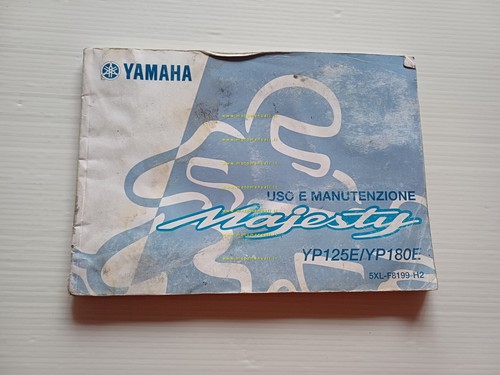 YAMAHA
USO E MANUTENZIONE
Majesty
YP125E/YP180E
5XL-F8199-H2